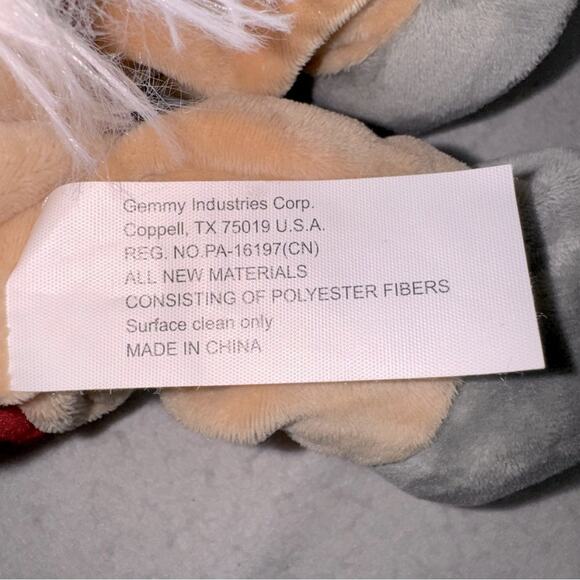 Gemmy Industries Corp.
Coppell, TX 75019 U.S.A.
REG. NO.PA-16197(CN)
ALL NEW MATERIALS
CONSISTING OF POLYESTER FIBERS
Surface clean only
MADE IN CHINA